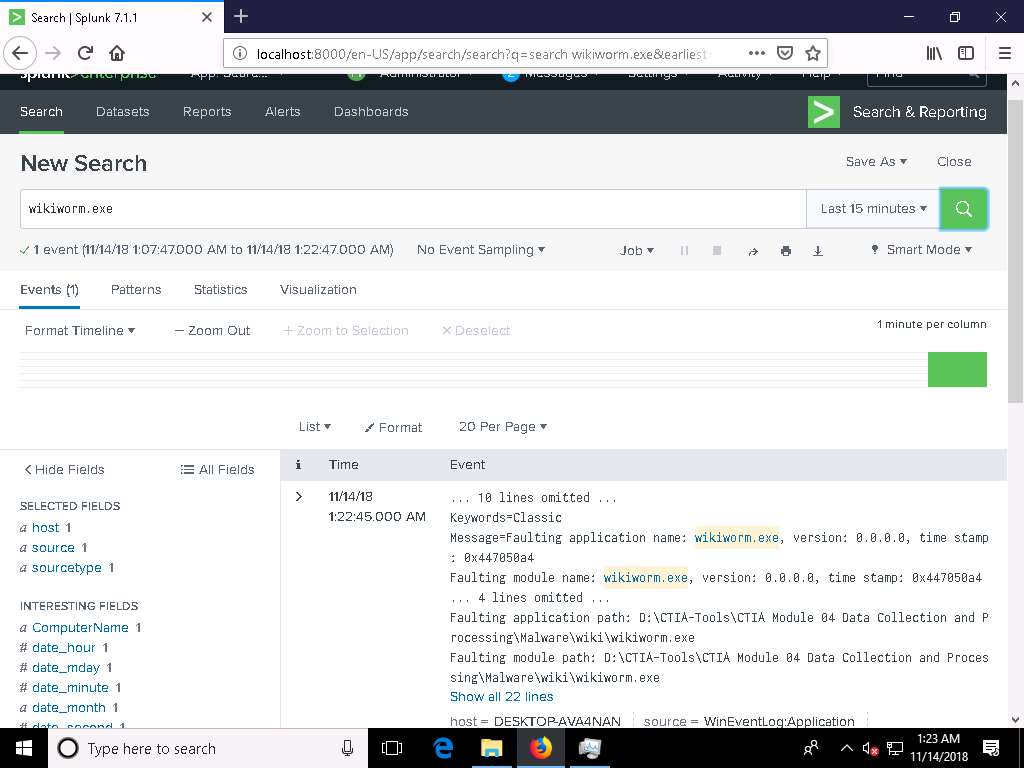 Search | Splunk 7.1.1
localhost:8000/en-US/app/search/search?q=search wikiworm.exe&earliest
splunk>enterprise App: Sear... Administrator Messages Settings Activity Help Find
Search Datasets Reports Alerts Dashboards Search & Reporting
New Search
Save As Close
wikiworm.exe
Last 15 minutes
1 event (11/14/18 1:07:47.000 AM to 11/14/18 1:22:47.000 AM) No Event Sampling Job Smart Mode
Events (1) Patterns Statistics Visualization
Format Timeline — Zoom Out + Zoom to Selection × Deselect
1 minute per column
List Format 20 Per Page
Hide Fields All Fields
i Time Event
SELECTED FIELDS
a host 1
a source 1
a sourcetype 1
INTERESTING FIELDS
a ComputerName 1
# date_hour 1
# date_mday 1
# date_minute 1
a date_month 1
# date_second 1
11/14/18
1:22:45.000 AM
... 10 lines omitted ...
Keywords=Classic
Message=Faulting application name: wikiworm.exe, version: 0.0.0.0, time stamp
: 0x447050a4
Faulting module name: wikiworm.exe, version: 0.0.0.0, time stamp: 0x447050a4
... 4 lines omitted ...
Faulting application path: D:\CTIA-Tools\CTIA Module 04 Data Collection and P
rocessing\Malware\wiki\wikiworm.exe
Faulting module path: D:\CTIA-Tools\CTIA Module 04 Data Collection and Proces
sing\Malware\wiki\wikiworm.exe
Show all 22 lines
host = DESKTOP-AVA4NAN source = WinEventLog:Application
Type here to search
1:23 AM
11/14/2018